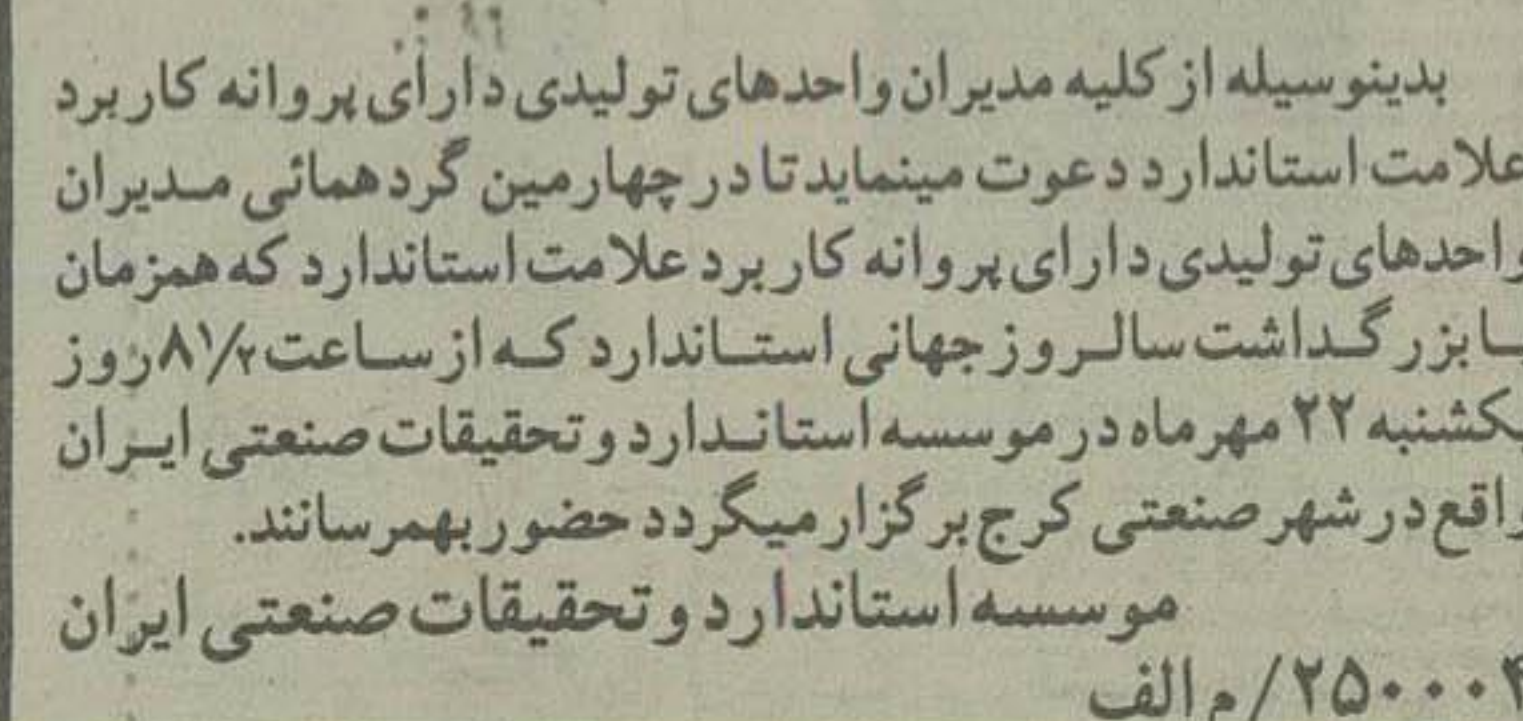 بدینوسیله از کلیه مدیران واحدهای تولیدی دارای پروانه کاربرد
علامت استاندارد دعوت مینماید تا در چهارمین گردهمائی مدیران
واحدهای تولیدی دارای پروانه کاربرد علامت استاندارد که همزمان
با بزرگداشت سالروز جهانی استاندارد که از ساعت ۸۱/۲ روز
یکشنبه ۲۲ مهرماه در موسسه استاندارد و تحقیقات صنعتی ایران
واقع در شهر صنعتی کرج برگزار میگردد حضور بهمرسانند.
موسسه استاندارد و تحقیقات صنعتی ایران
۲۵۰۰۰۴/ م الف